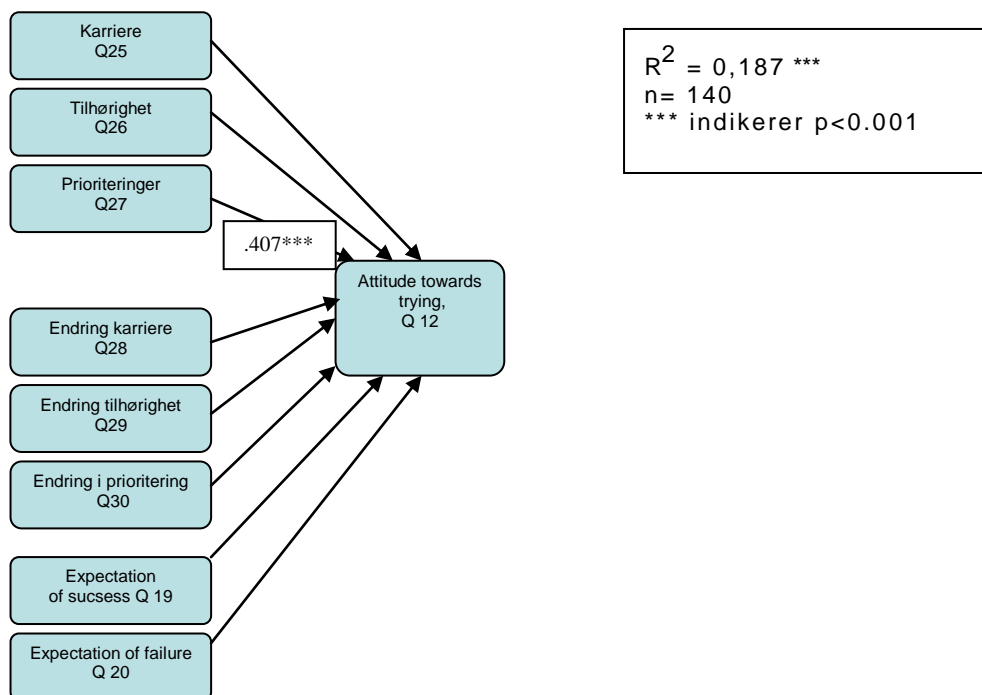 Karriere
Q25
Tilhørighet
Q26
Prioriteringer
Q27
.407***
Attitude towards
trying,
Q 12
Endring karriere
Q28
Endring tilhørighet
Q29
Endring i prioritering
Q30
Expectation
of sucsess Q 19
Expectation of failure
Q 20
R² = 0,187 ***
n= 140
*** indikerer p<0.001